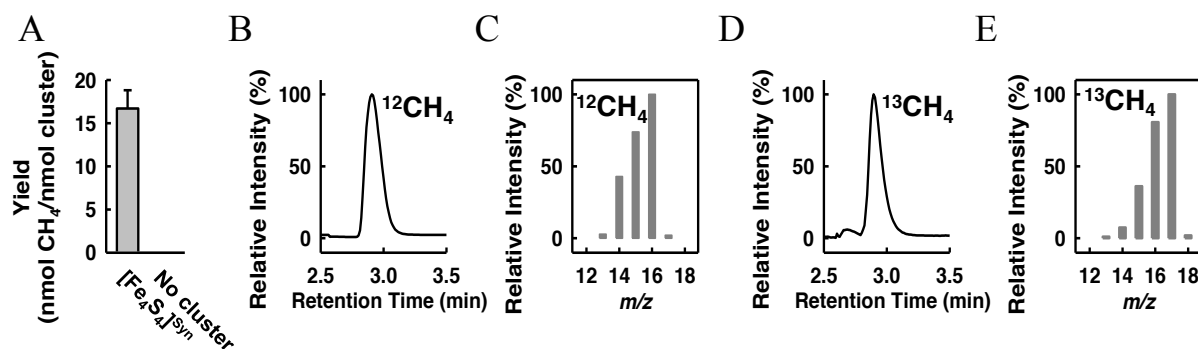 A
Yield
(nmol CH₄/nmol cluster)
20
15
10
5
0
[Fe₄S₄]ˢʸⁿ
No cluster
B
Relative Intensity (%)
100
50
0
¹²CH₄
2.5 3.0 3.5
Retention Time (min)
C
Relative Intensity (%)
100
50
0
¹²CH₄
12 14 16 18
m/z
D
Relative Intensity (%)
100
50
0
¹³CH₄
2.5 3.0 3.5
Retention Time (min)
E
Relative Intensity (%)
100
50
0
¹³CH₄
12 14 16 18
m/z